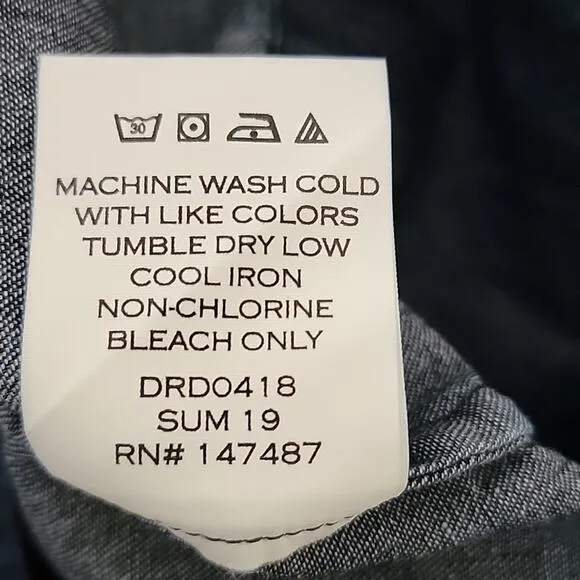 30
MACHINE WASH COLD
WITH LIKE COLORS
TUMBLE DRY LOW
COOL IRON
NON-CHLORINE
BLEACH ONLY
DRD0418
SUM 19
RN# 147487